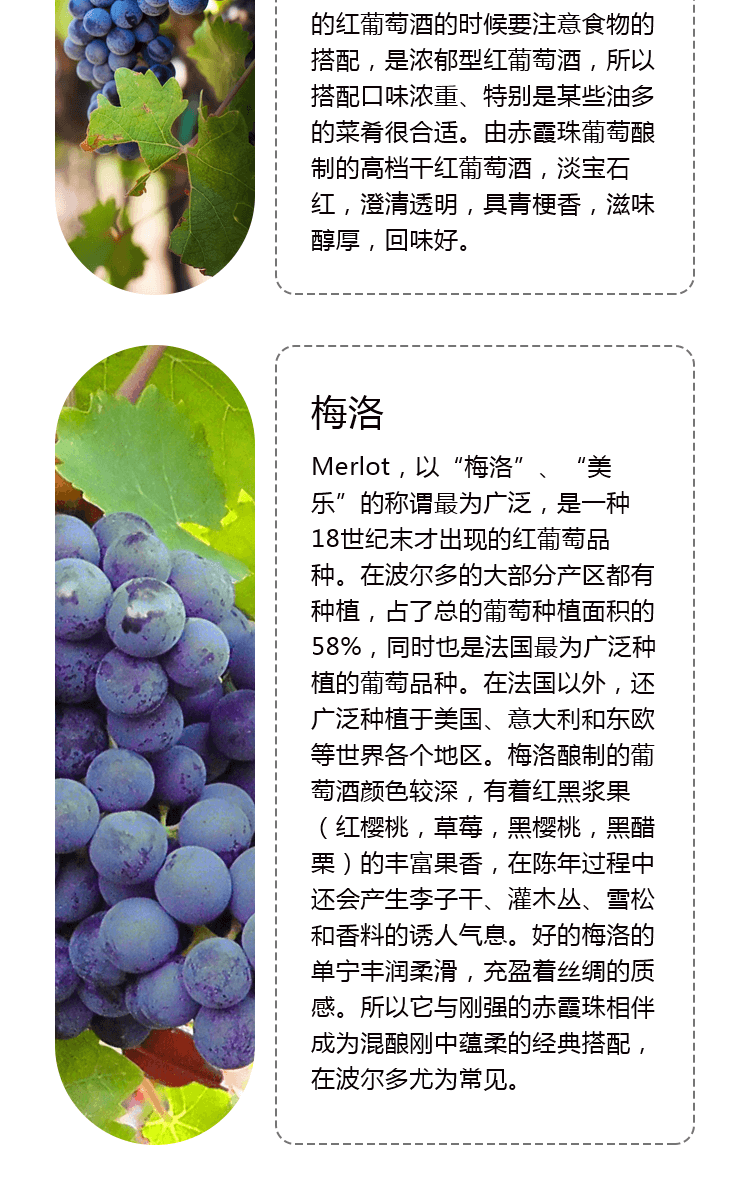 的红葡萄酒的时候要注意食物的
搭配，是浓郁型红葡萄酒，所以
搭配口味浓重、特别是某些油多
的菜肴很合适。由赤霞珠葡萄酿
制的高档干红葡萄酒，淡宝石
红，澄清透明，具青梗香，滋味
醇厚，回味好。
梅洛
Merlot，以“梅洛”、“美
乐”的称谓最为广泛，是一种
18世纪末才出现的红葡萄品
种。在波尔多的大部分产区都有
种植，占了总的葡萄种植面积的
58%，同时也是法国最为广泛种
植的葡萄品种。在法国以外，还
广泛种植于美国、意大利和东欧
等世界各个地区。梅洛酿制的葡
萄酒颜色较深，有着红黑浆果
（红樱桃，草莓，黑樱桃，黑醋
栗）的丰富果香，在陈年过程中
还会产生李子干、灌木丛、雪松
和香料的诱人气息。好的梅洛的
单宁丰润柔滑，充盈着丝绸的质
感。所以它与刚强的赤霞珠相伴
成为混酿刚中蕴柔的经典搭配，
在波尔多尤为常见。